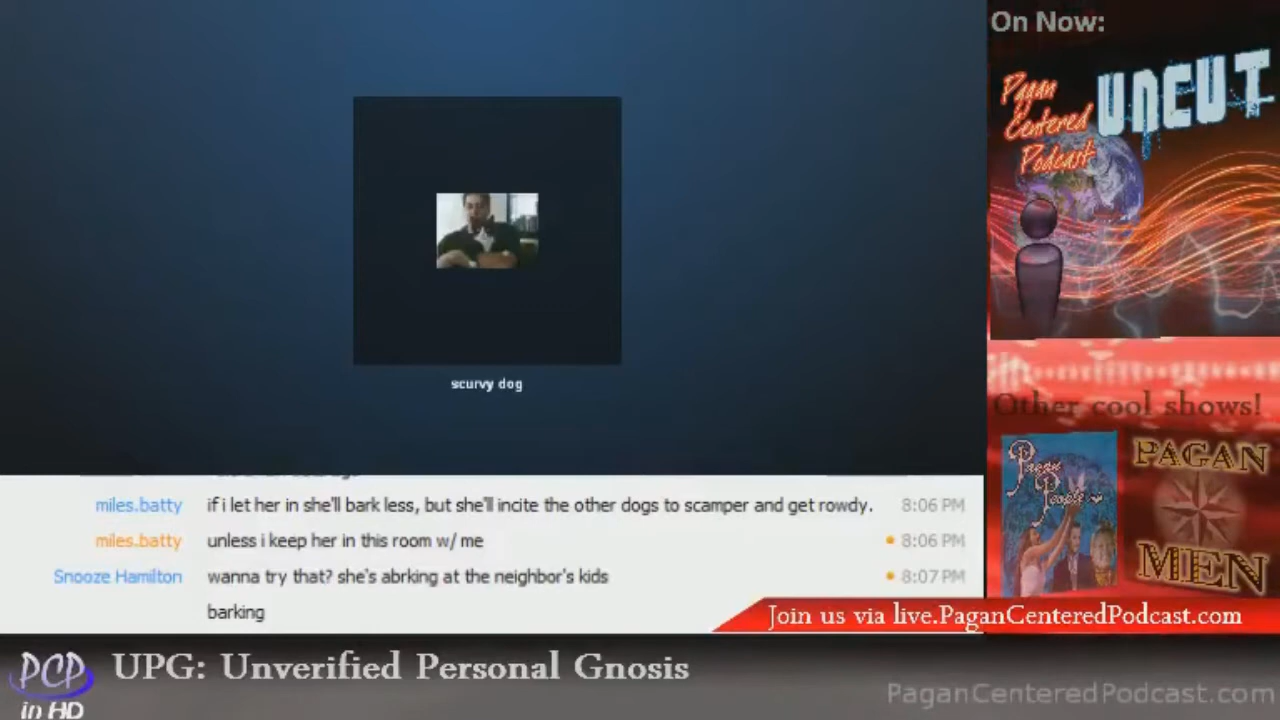 On Now:
Pagan
Centered
Podcast
UNCUT
scurvy dog
miles.batty if i let her in she'll bark less, but she'll incite the other dogs to scamper and get rowdy. 8:06 PM
miles.batty unless i keep her in this room w/ me 8:06 PM
Snooze Hamilton wanna try that? she's abrking at the neighbor's kids 8:07 PM
barking
Other cool shows!
Pagan
People
PAGAN
MEN
Join us via live.PaganCenteredPodcast.com
PCP
in HD
UPG: Unverified Personal Gnosis
PaganCenteredPodcast.com